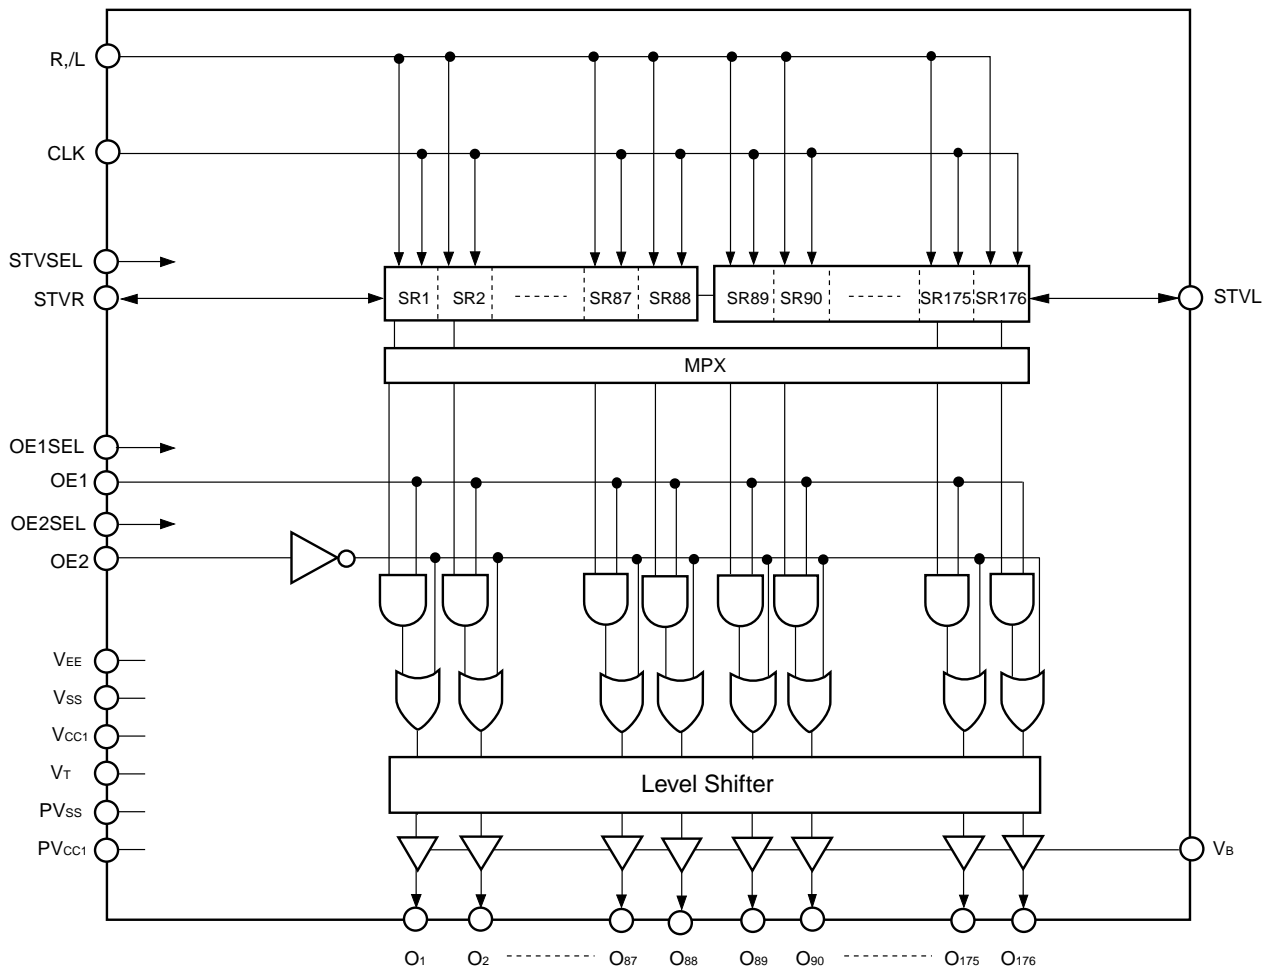 R,/L
CLK
STVSEL
STVR
SR1 SR2 SR87 SR88 SR89 SR90 SR175 SR176
STVL
MPX
OE1SEL
OE1
OE2SEL
OE2
VEE
VSS
VCC1
VT
PVSS
PVCC1
Level Shifter
VB
O1 O2 O87 O88 O89 O90 O175 O176